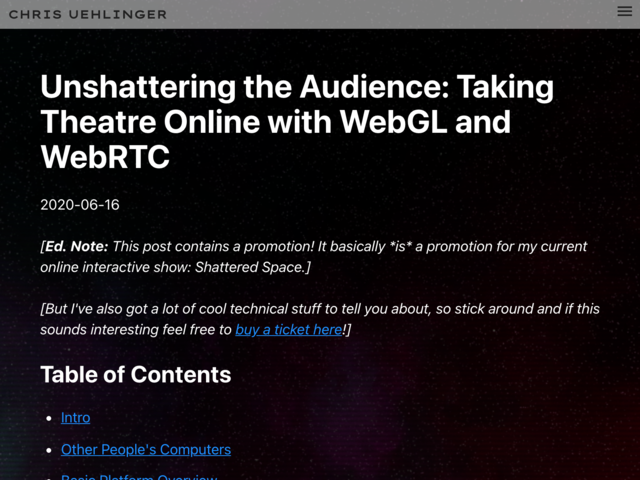 CHRIS UEHLINGER
Unshattering the Audience: Taking
Theatre Online with WebGL and
WebRTC
2020-06-16
[Ed. Note: This post contains a promotion! It basically *is* a promotion for my current
online interactive show: Shattered Space.]
[But I've also got a lot of cool technical stuff to tell you about, so stick around and if this
sounds interesting feel free to buy a ticket here!]
Table of Contents
Intro
Other People's Computers
Basic Platform Overview